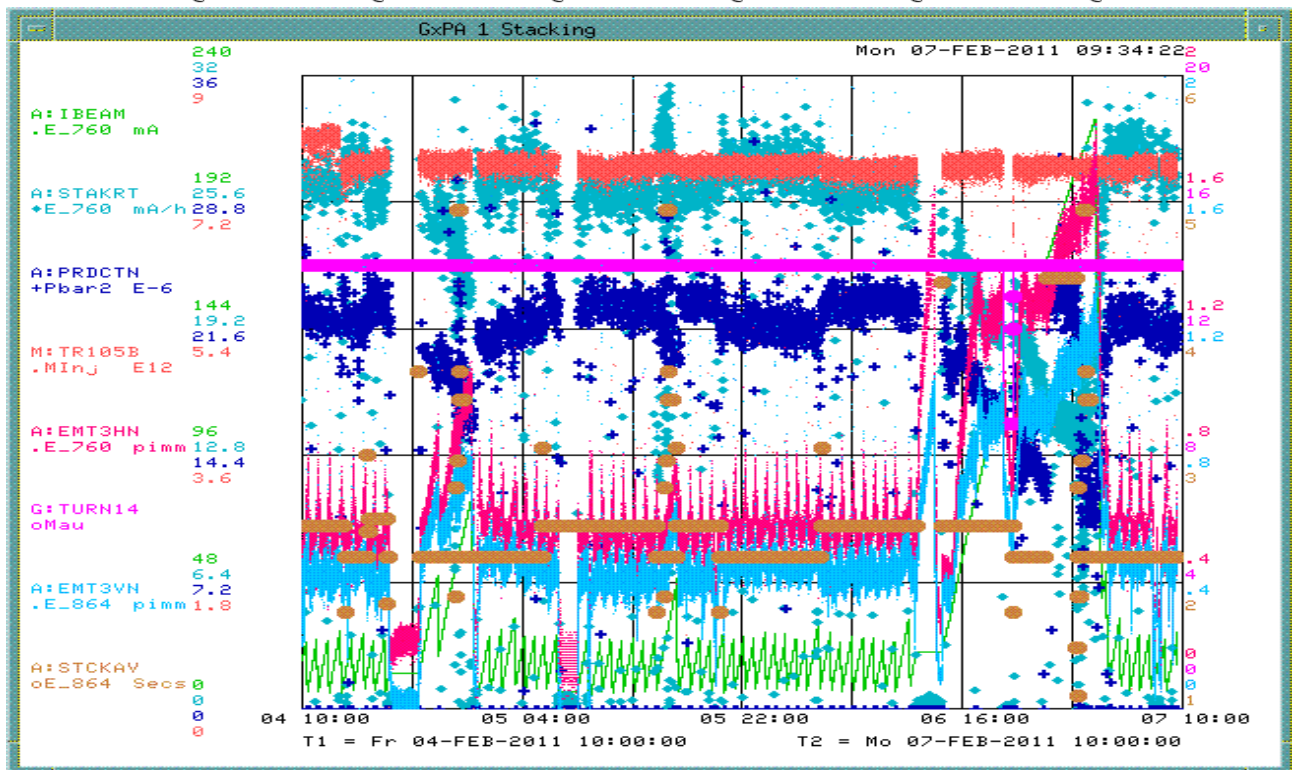 GxPA 1 Stacking
Mon 07-FEB-2011 09:34:22
240
32
36
9
2
20
2
6
A:IBEAM
.E_760 mA
192
25.6
28.8
7.2
1.6
16
1.6
5
A:STAKRT
◆E_760 mA/h
A:PRDCTN
+Pbar2 E-6
144
19.2
21.6
5.4
1.2
12
1.2
4
M:TR105B
.MInj E12
A:EMT3HN
.E_760 pimm
96
12.8
14.4
3.6
.8
8
.8
3
G:TURN14
oMau
48
6.4
7.2
1.8
.4
4
.4
2
A:EMT3VN
.E_864 pimm
A:STCKAV
oE_864 Secs
0
0
0
0
0
0
0
1
04 10:00 05 04:00 05 22:00 06 16:00 07 10:00
T1 = Fr 04-FEB-2011 10:00:00 T2 = Mo 07-FEB-2011 10:00:00